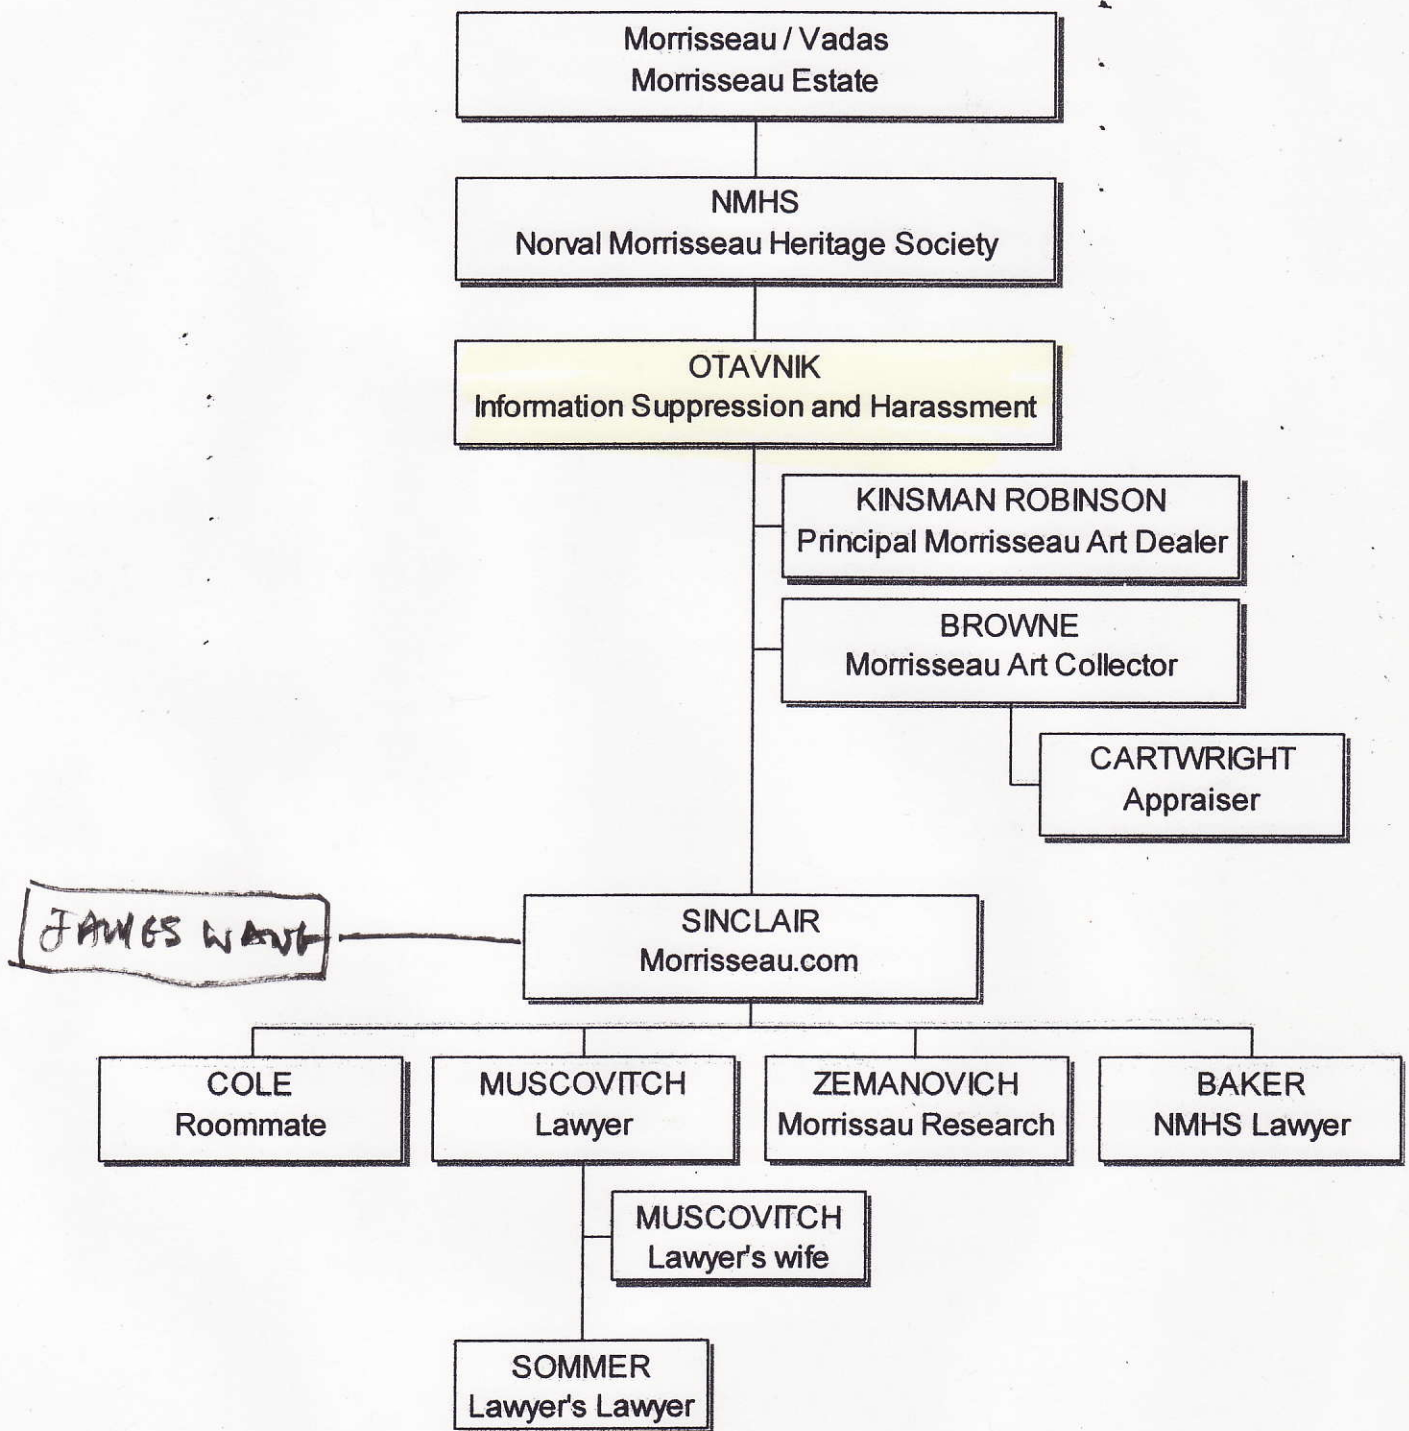 Morrisseau / Vadas
Morrisseau Estate
NMHS
Norval Morrisseau Heritage Society
OTAVNIK
Information Suppression and Harassment
KINSMAN ROBINSON
Principal Morrisseau Art Dealer
BROWNE
Morrisseau Art Collector
CARTWRIGHT
Appraiser
JAMES WANG
SINCLAIR
Morrisseau.com
COLE
Roommate
MUSCOVITCH
Lawyer
ZEMANOVICH
Morrissau Research
BAKER
NMHS Lawyer
MUSCOVITCH
Lawyer's wife
SOMMER
Lawyer's Lawyer